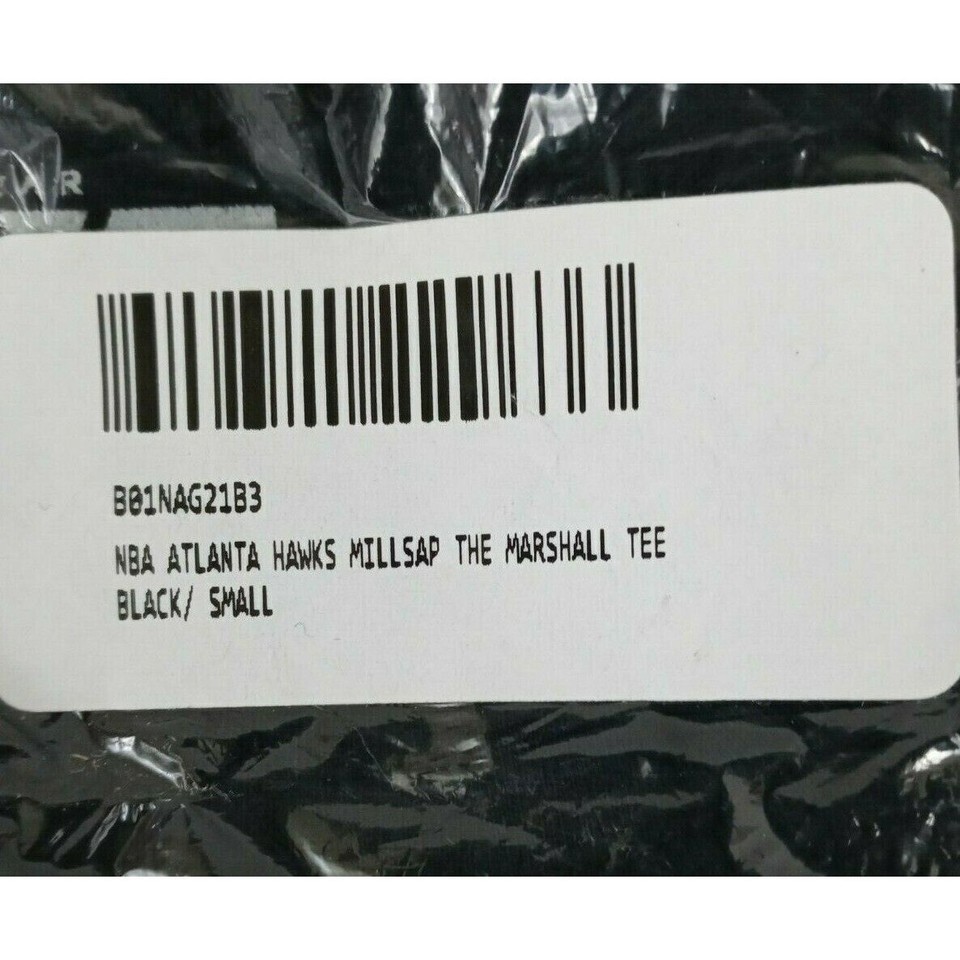 B01NAG21B3
NBA ATLANTA HAWKS MILLSAP THE MARSHALL TEE
BLACK/ SMALL